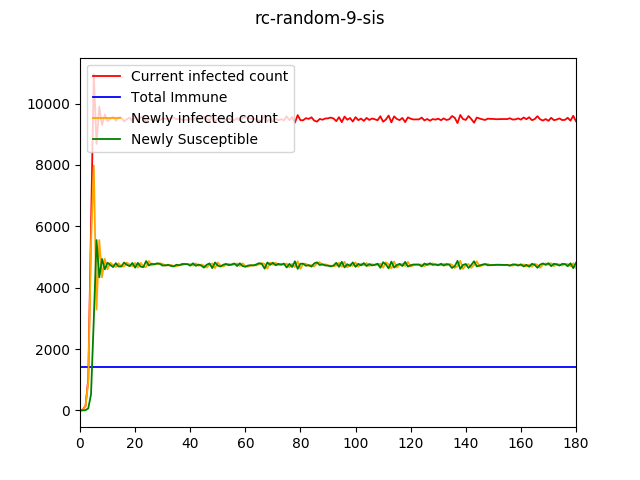 rc-random-9-sis
Current infected count
Total Immune
Newly infected count
Newly Susceptible
10000
8000
6000
4000
2000
0
0 20 40 60 80 100 120 140 160 180